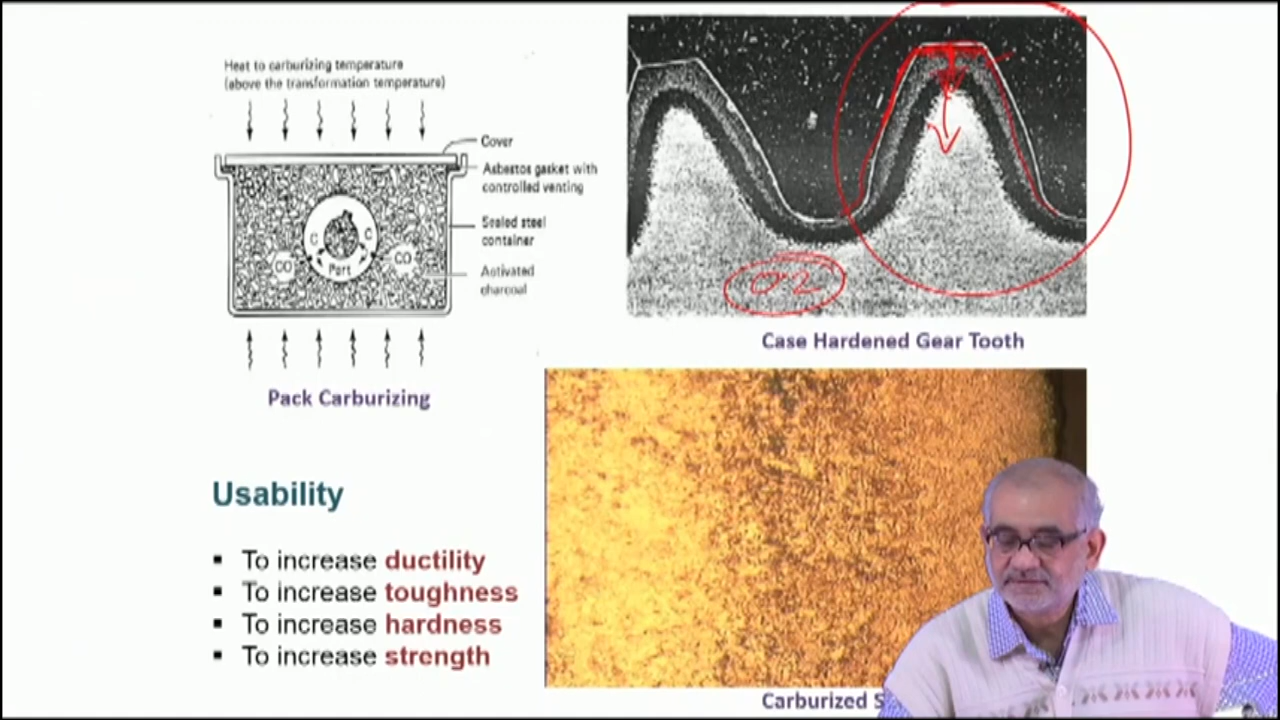 Heat to carburizing temperature
(above the transformation temperature)
Cover
Asbestos gasket with
controlled venting
Sealed steel
container
Activated
charcoal
C
C
CO
Part
CO
Pack Carburizing
0.2
Case Hardened Gear Tooth
Usability
▪ To increase ductility
▪ To increase toughness
▪ To increase hardness
▪ To increase strength
Carburized S